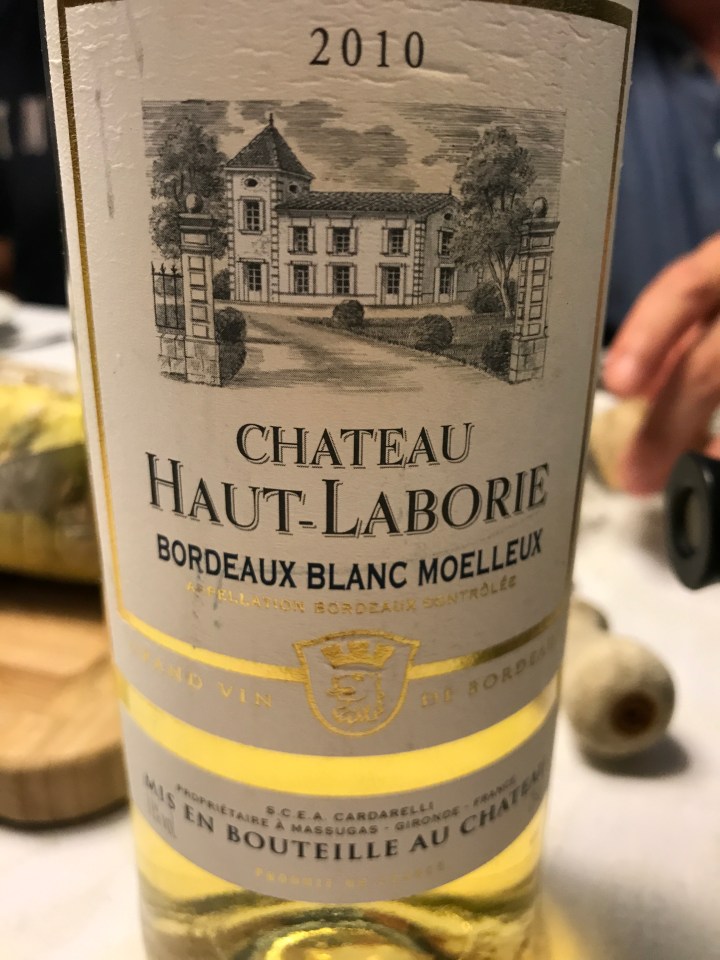 2010
CHATEAU
HAUT-LABORIE
BORDEAUX BLANC MOELLEUX
APPELLATION BORDEAUX CONTRÔLÉE
GRAND VIN DE BORDEAUX
S.C.E.A. CARDARELLI
PROPRIÉTAIRE À MASSUGAS - GIRONDE - FRANCE
MIS EN BOUTEILLE AU CHATEAU